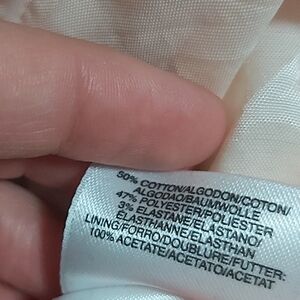 50% COTTON/ALGODON/COTON/
ALGODAO/BAUMWOLLE
47% POLYESTER/POLIESTER
3% ELASTANE/ELASTANO/
ELASTHANNE/ELASTHAN
LINING/FORRO/DOUBLURE/FUTTER:
100% ACETATE/ACETATO/ACETAT